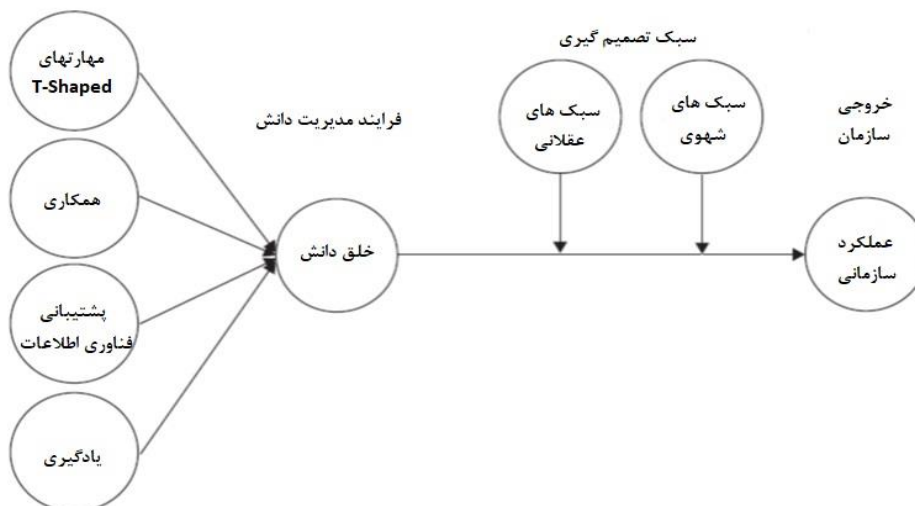 سبک تصمیم گیری
مهارتهای
T-Shaped
خروجی
سازمان
سبک های
شهوی
سبک های
عقلانی
فرایند مدیریت دانش
همکاری
خلق دانش
عملکرد
سازمانی
پشتیبانی
فناوری اطلاعات
یادگیری